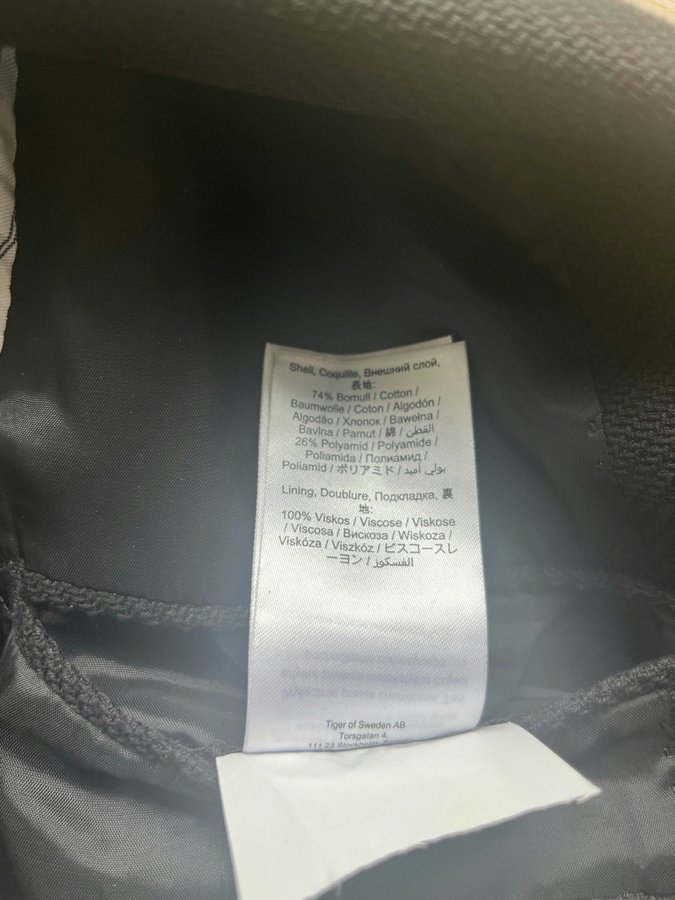 Shell, Coquille, Внешний слой,
表地:
74% Bomull / Cotton /
Baumwolle / Coton / Algodón /
Algodão / Хлопок / Bawełna /
Bavlna / Pamut / 綿 / القطن /
26% Polyamid / Polyamide /
Poliamida / Полиамид /
Poliamid / ポリアミド / بولي أميد
Lining, Doublure, Подкладка, 裏
地:
100% Viskos / Viscose / Viskose
/ Viscosa / Вискоза / Wiskoza /
Viskóza / Viszkóz / ビスコースレ
ーヨン / الفسكوز
Tiger of Sweden AB
Torsgatan 4,
111 23 Stockholm